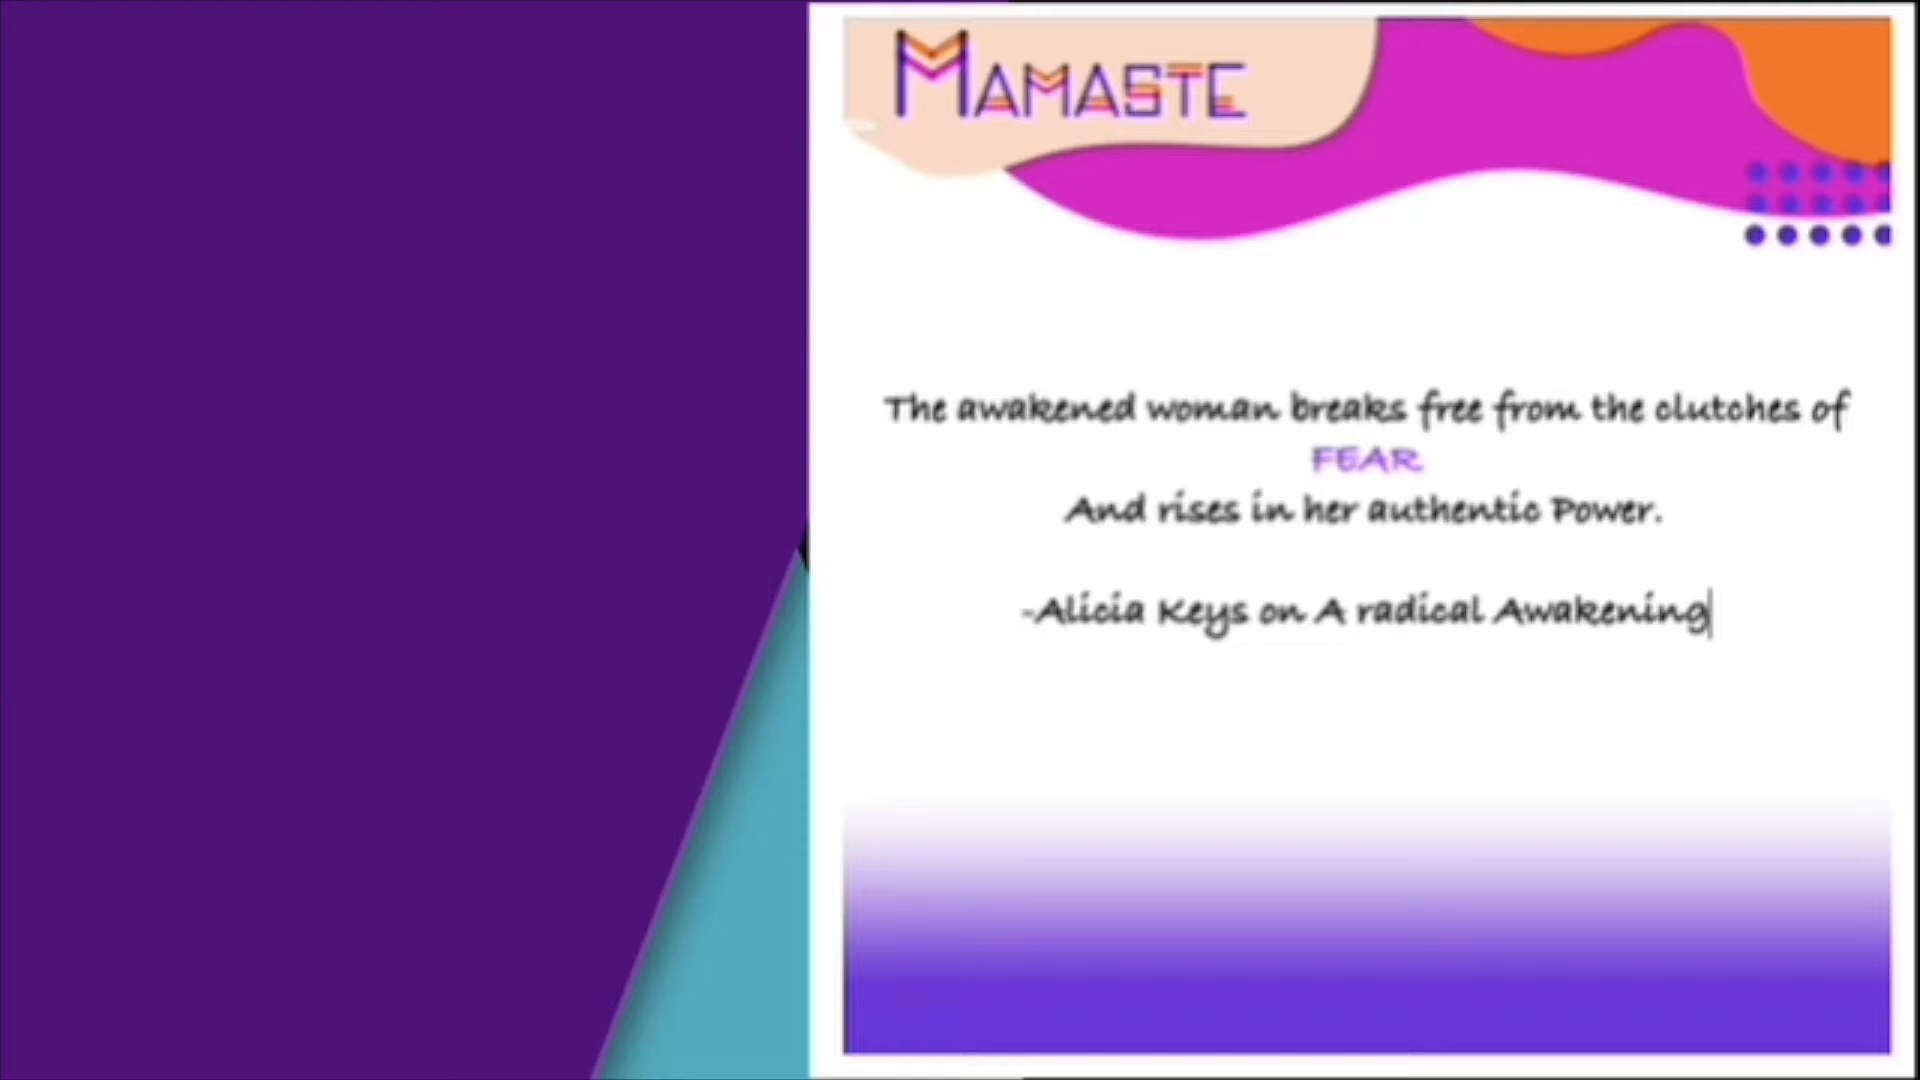 MAMASTE
The awakened woman breaks free from the clutches of
FEAR
And rises in her authentic Power.
-Alicia Keys on A radical Awakening